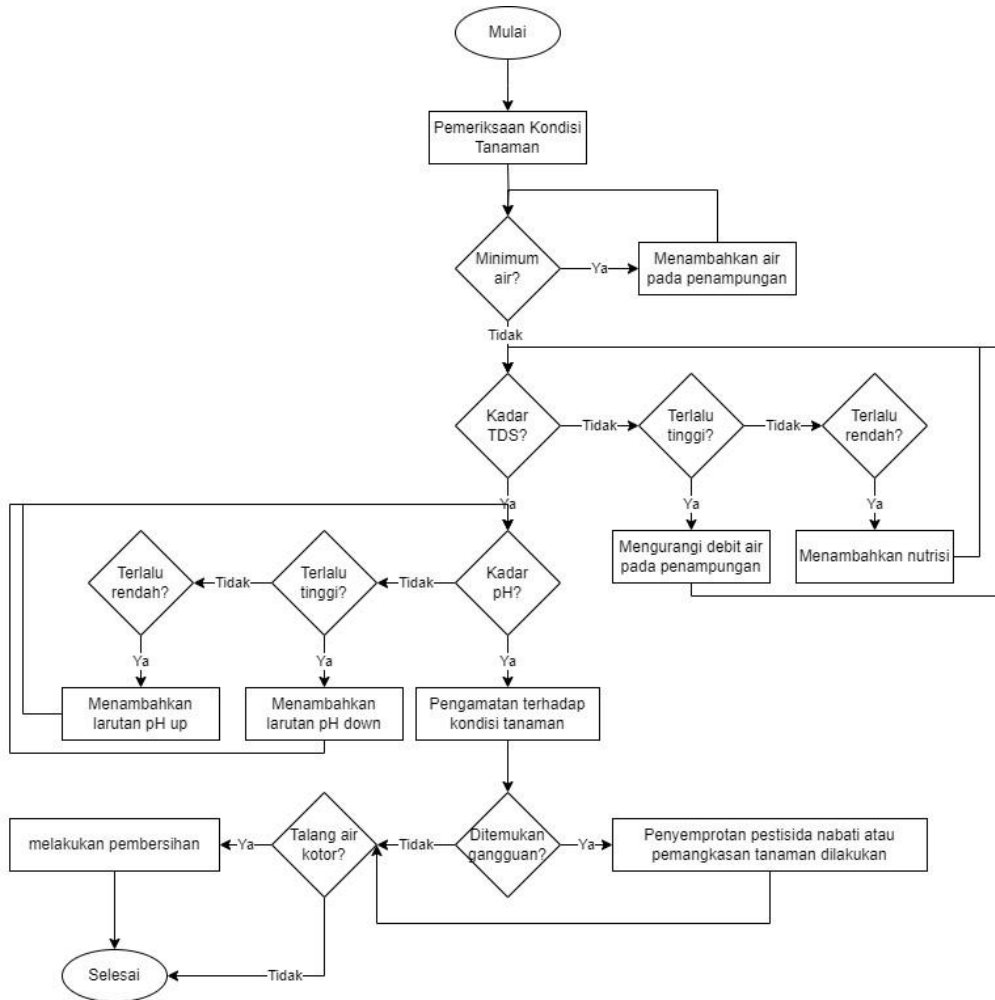 Mulai
Pemeriksaan Kondisi
Tanaman
Minimum
air?
Ya
Menambahkan air
pada penampungan
Tidak
Kadar
TDS?
Tidak
Terlalu
tinggi?
Tidak
Terlalu
rendah?
Ya
Ya
Ya
Mengurangi debit air
pada penampungan
Menambahkan nutrisi
Terlalu
rendah?
Tidak
Terlalu
tinggi?
Tidak
Kadar
pH?
Ya
Ya
Ya
Menambahkan
larutan pH up
Menambahkan
larutan pH down
Pengamatan terhadap
kondisi tanaman
melakukan pembersihan
Ya
Talang air
kotor?
Tidak
Ditemukan
gangguan?
Ya
Penyemprotan pestisida nabati atau
pemangkasan tanaman dilakukan
Selesai
Tidak